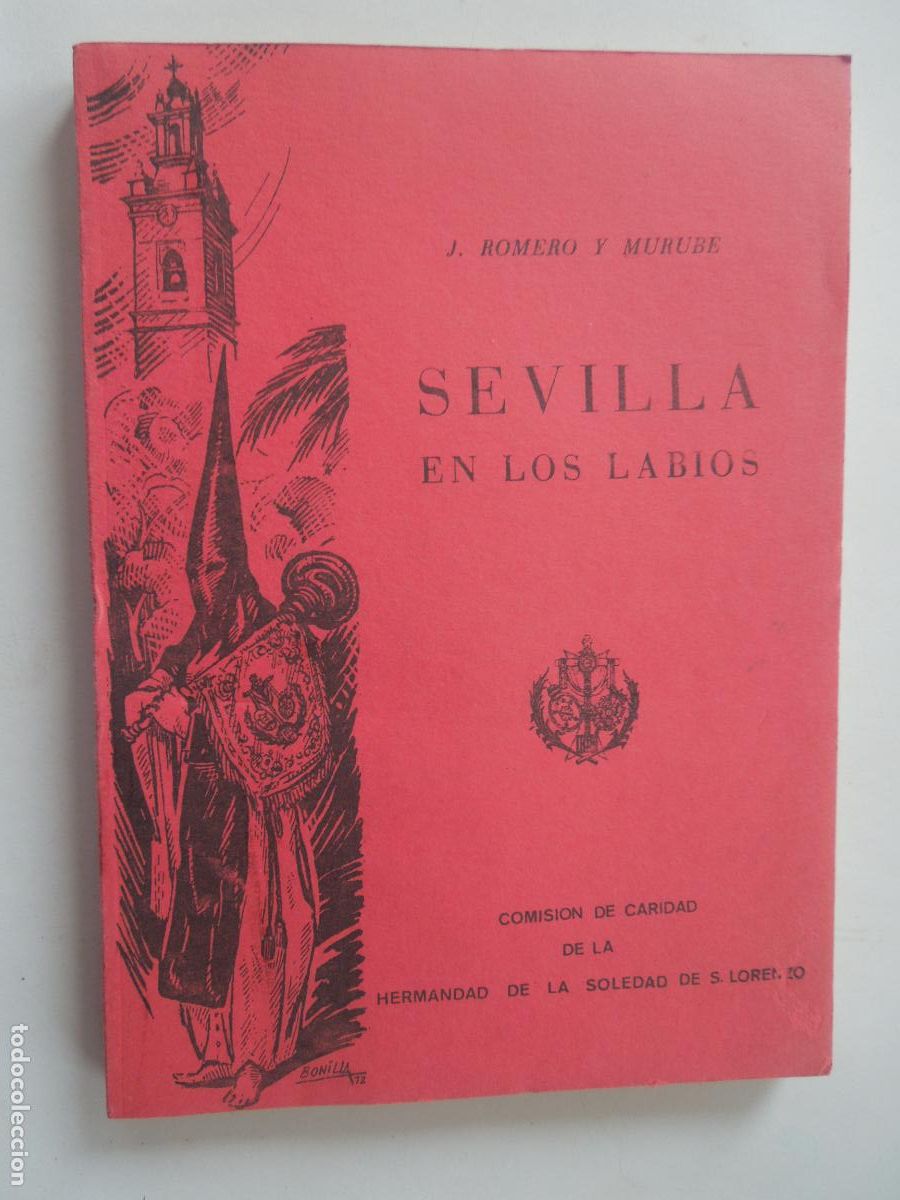 J. ROMERO Y MURUBE
SEVILLA
EN LOS LABIOS
COMISION DE CARIDAD
DE LA
HERMANDAD DE LA SOLEDAD DE S. LORENZO
BONILLA
72
todocoleccion